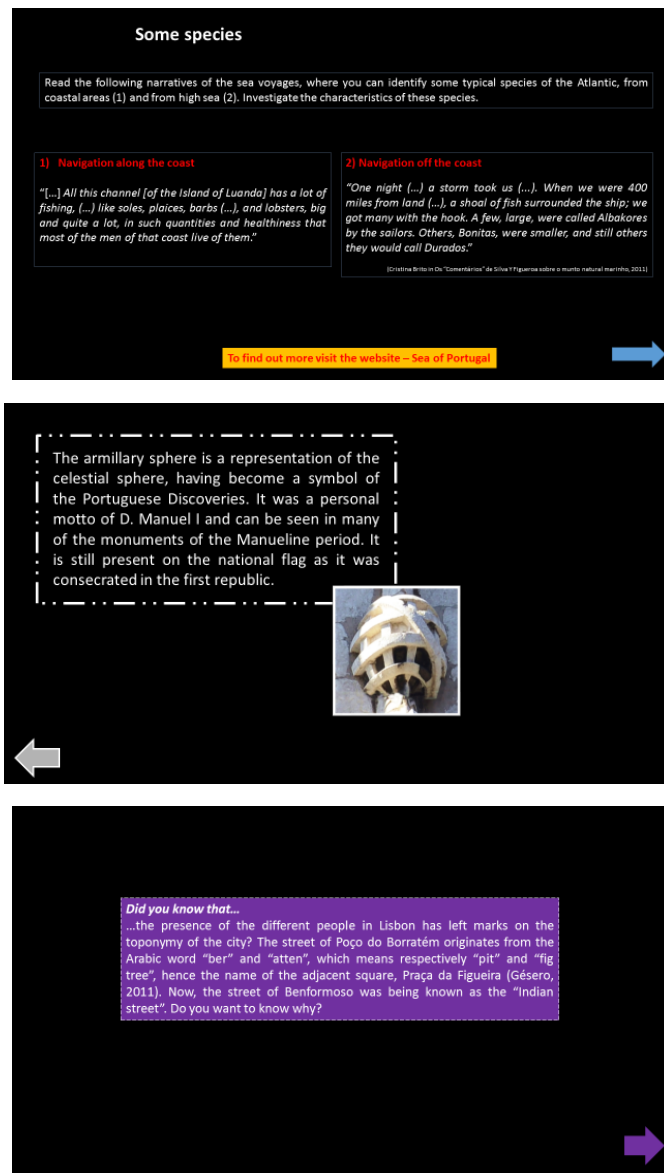 Some species
Read the following narratives of the sea voyages, where you can identify some typical species of the Atlantic, from
coastal areas (1) and from high sea (2). Investigate the characteristics of these species.
1) Navigation along the coast
“[…] All this channel [of the Island of Luanda] has a lot of
fishing, (…) like soles, plaices, barbs (…), and lobsters, big
and quite a lot, in such quantities and healthiness that
most of the men of that coast live of them.”
2) Navigation off the coast
“One night (…) a storm took us (…). When we were 400
miles from land (…), a shoal of fish surrounded the ship; we
got many with the hook. A few, large, were called Albakores
by the sailors. Others, Bonitas, were smaller, and still others
they would call Durados.”
(Cristina Brito in Os “Comentários” de Silva Y Figueroa sobre o munto natural marinho, 2011)
To find out more visit the website – Sea of Portugal
The armillary sphere is a representation of the
celestial sphere, having become a symbol of
the Portuguese Discoveries. It was a personal
motto of D. Manuel I and can be seen in many
of the monuments of the Manueline period. It
is still present on the national flag as it was
consecrated in the first republic.
Did you know that…
…the presence of the different people in Lisbon has left marks on the
toponymy of the city? The street of Poço do Borratém originates from the
Arabic word “ber” and “atten”, which means respectively “pit” and “fig
tree”, hence the name of the adjacent square, Praça da Figueira (Gésero,
2011). Now, the street of Benformoso was being known as the “Indian
street”. Do you want to know why?